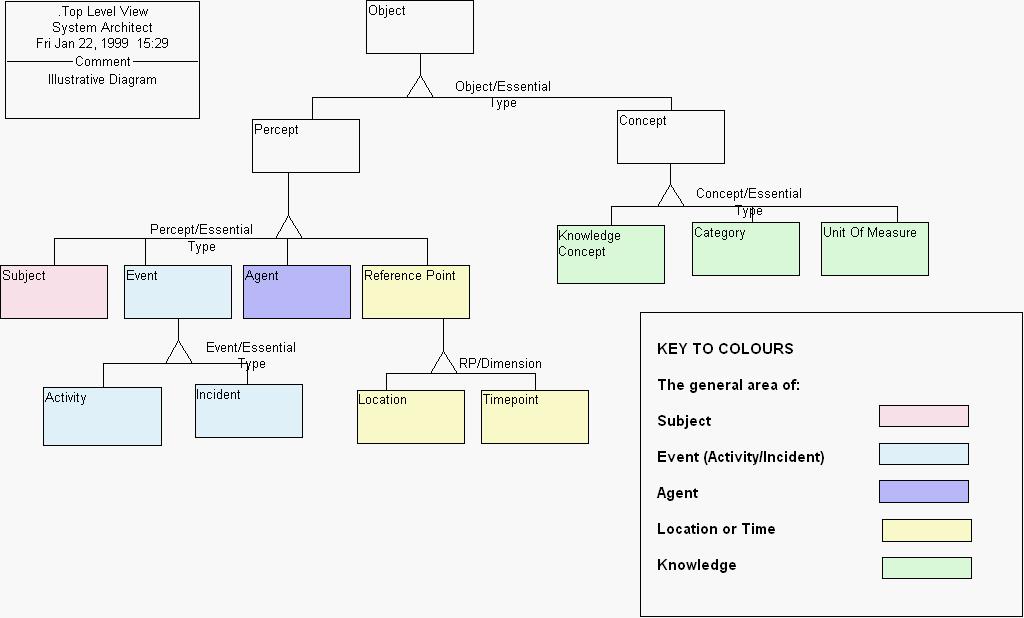 .Top Level View
System Architect
Fri Jan 22, 1999  15:29
Comment
Illustrative Diagram
Object
Object/Essential
Type
Percept
Concept
Concept/Essential
Type
Percept/Essential
Type
Knowledge
Concept
Category
Unit Of Measure
Subject
Event
Agent
Reference Point
Event/Essential
Type
RP/Dimension
Activity
Incident
Location
Timepoint
KEY TO COLOURS
The general area of:
Subject
Event (Activity/Incident)
Agent
Location or Time
Knowledge